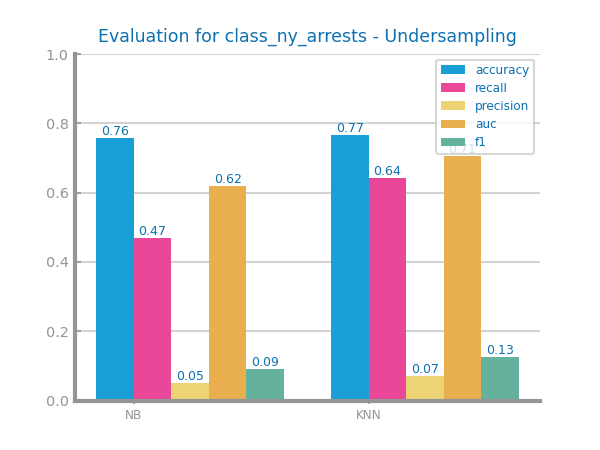 Evaluation for class_ny_arrests - Undersampling
1.0
0.8
0.6
0.4
0.2
0.0
accuracy
recall
precision
auc
f1
0.76
0.47
0.05
0.62
0.09
0.77
0.64
0.07
0.71
0.13
NB
KNN